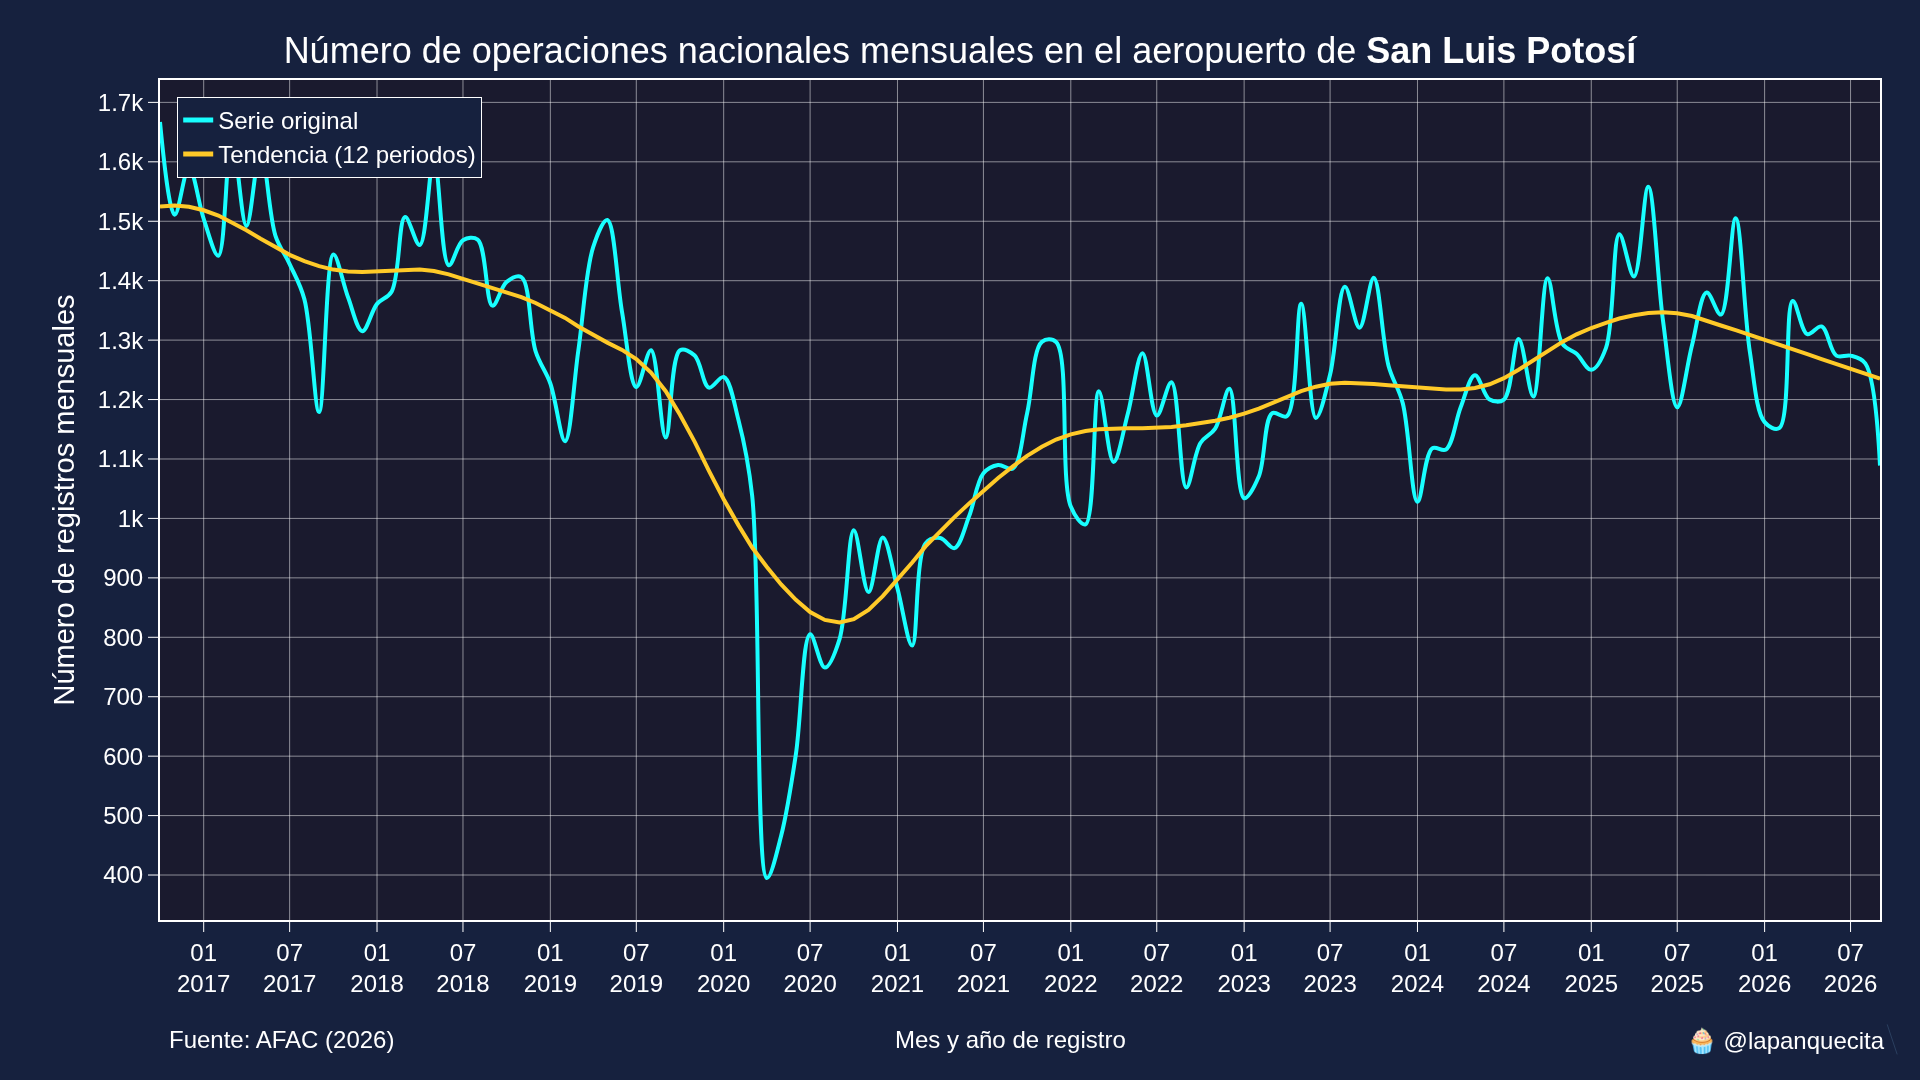 Número de operaciones nacionales mensuales en el aeropuerto de San Luis Potosí
Serie original
Tendencia (12 periodos)
Número de registros mensuales
1.7k
1.6k
1.5k
1.4k
1.3k
1.2k
1.1k
1k
900
800
700
600
500
400
01 07 01 07 01 07 01 07 01 07 01 07 01 07 01 07 01 07 01 07
2017 2017 2018 2018 2019 2019 2020 2020 2021 2021 2022 2022 2023 2023 2024 2024 2025 2025 2026 2026
Fuente: AFAC (2026)
Mes y año de registro
🧁 @lapanquecita